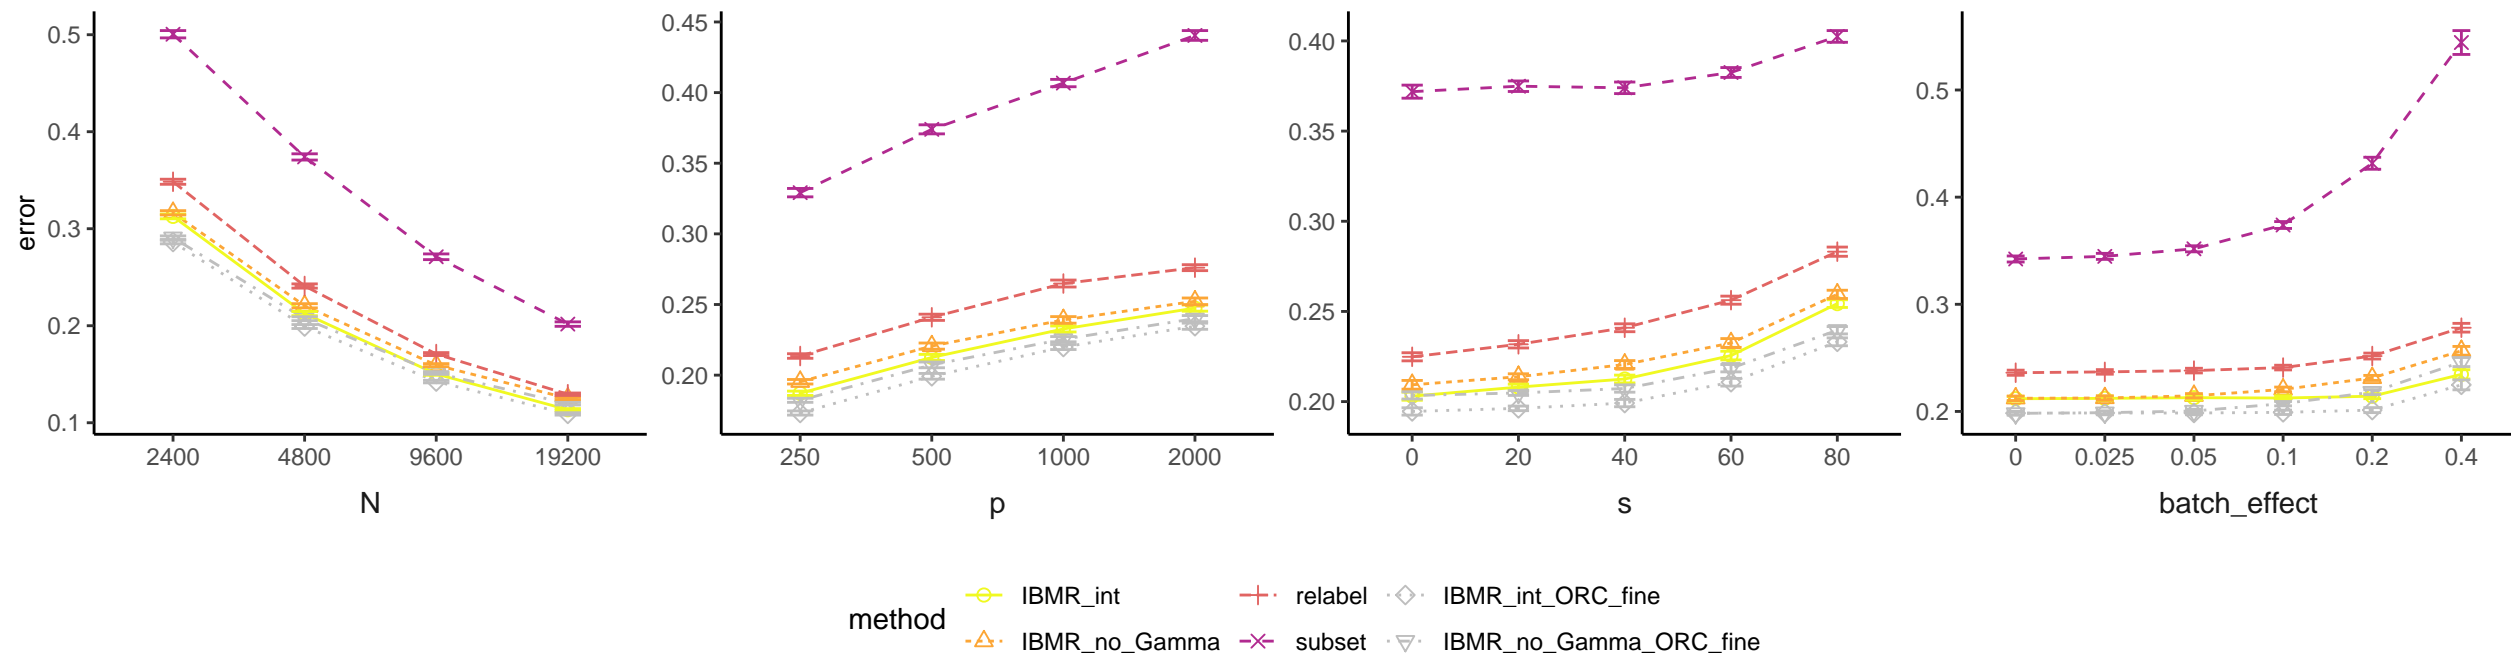 error
0.5
0.4
0.3
0.2
0.1
2400 4800 9600 19200
N
0.45
0.40
0.35
0.30
0.25
0.20
250 500 1000 2000
p
0.40
0.35
0.30
0.25
0.20
0 20 40 60 80
s
0.5
0.4
0.3
0.2
0 0.025 0.05 0.1 0.2 0.4
batch_effect
method
IBMR_int relabel IBMR_int_ORC_fine
IBMR_no_Gamma subset IBMR_no_Gamma_ORC_fine